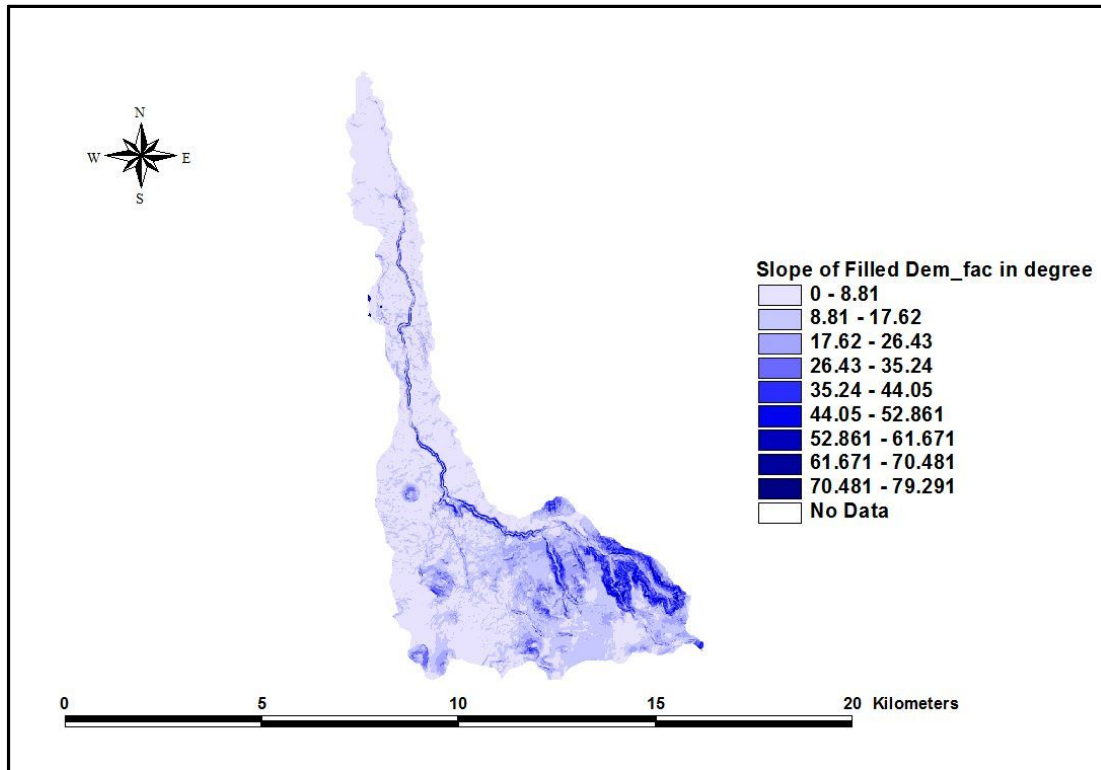 N
W E
S
Slope of Filled Dem_fac in degree
0 - 8.81
8.81 - 17.62
17.62 - 26.43
26.43 - 35.24
35.24 - 44.05
44.05 - 52.861
52.861 - 61.671
61.671 - 70.481
70.481 - 79.291
No Data
0 5 10 15 20 Kilometers